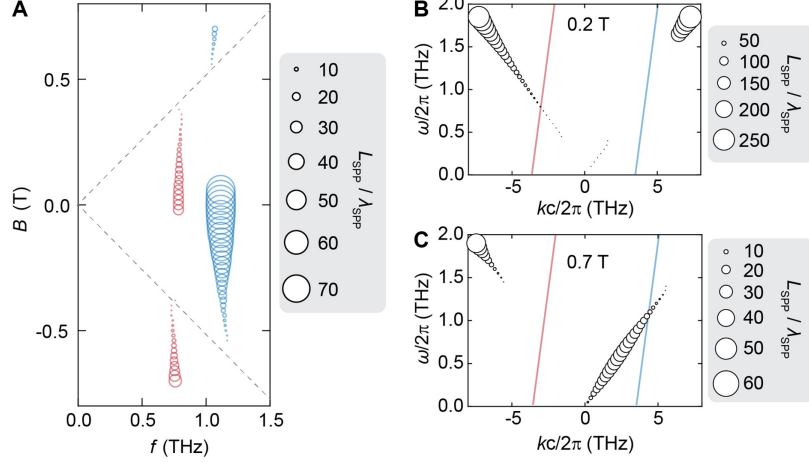 A
B (T)
0.5
0.0
-0.5
0.0
0.5
1.0
1.5
f (THz)
10
20
30
40
50
60
70
L_SPP / λ_SPP
B
0.2 T
ω/2π (THz)
2.0
1.5
1.0
0.5
0.0
-5
0
5
kc/2π (THz)
50
100
150
200
250
L_SPP / λ_SPP
C
0.7 T
ω/2π (THz)
2.0
1.5
1.0
0.5
0.0
-5
0
5
kc/2π (THz)
10
20
30
40
50
60
L_SPP / λ_SPP